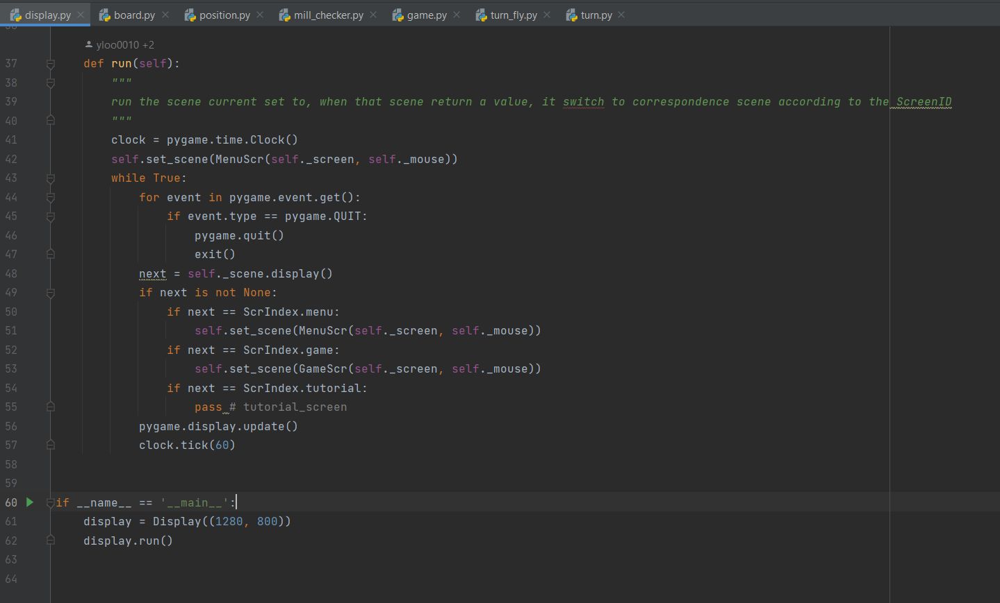 display.py board.py position.py mill_checker.py game.py turn_fly.py turn.py
36
yloo0010 +2
37 def run(self):
38 """
39 run the scene current set to, when that scene return a value, it switch to correspondence scene according to the ScreenID
40 """
41 clock = pygame.time.Clock()
42 self.set_scene(MenuScr(self._screen, self._mouse))
43 while True:
44 for event in pygame.event.get():
45 if event.type == pygame.QUIT:
46 pygame.quit()
47 exit()
48 next = self._scene.display()
49 if next is not None:
50 if next == ScrIndex.menu:
51 self.set_scene(MenuScr(self._screen, self._mouse))
52 if next == ScrIndex.game:
53 self.set_scene(GameScr(self._screen, self._mouse))
54 if next == ScrIndex.tutorial:
55 pass # tutorial_screen
56 pygame.display.update()
57 clock.tick(60)
58
59
60 if __name__ == '__main__':
61 display = Display((1280, 800))
62 display.run()
63
64